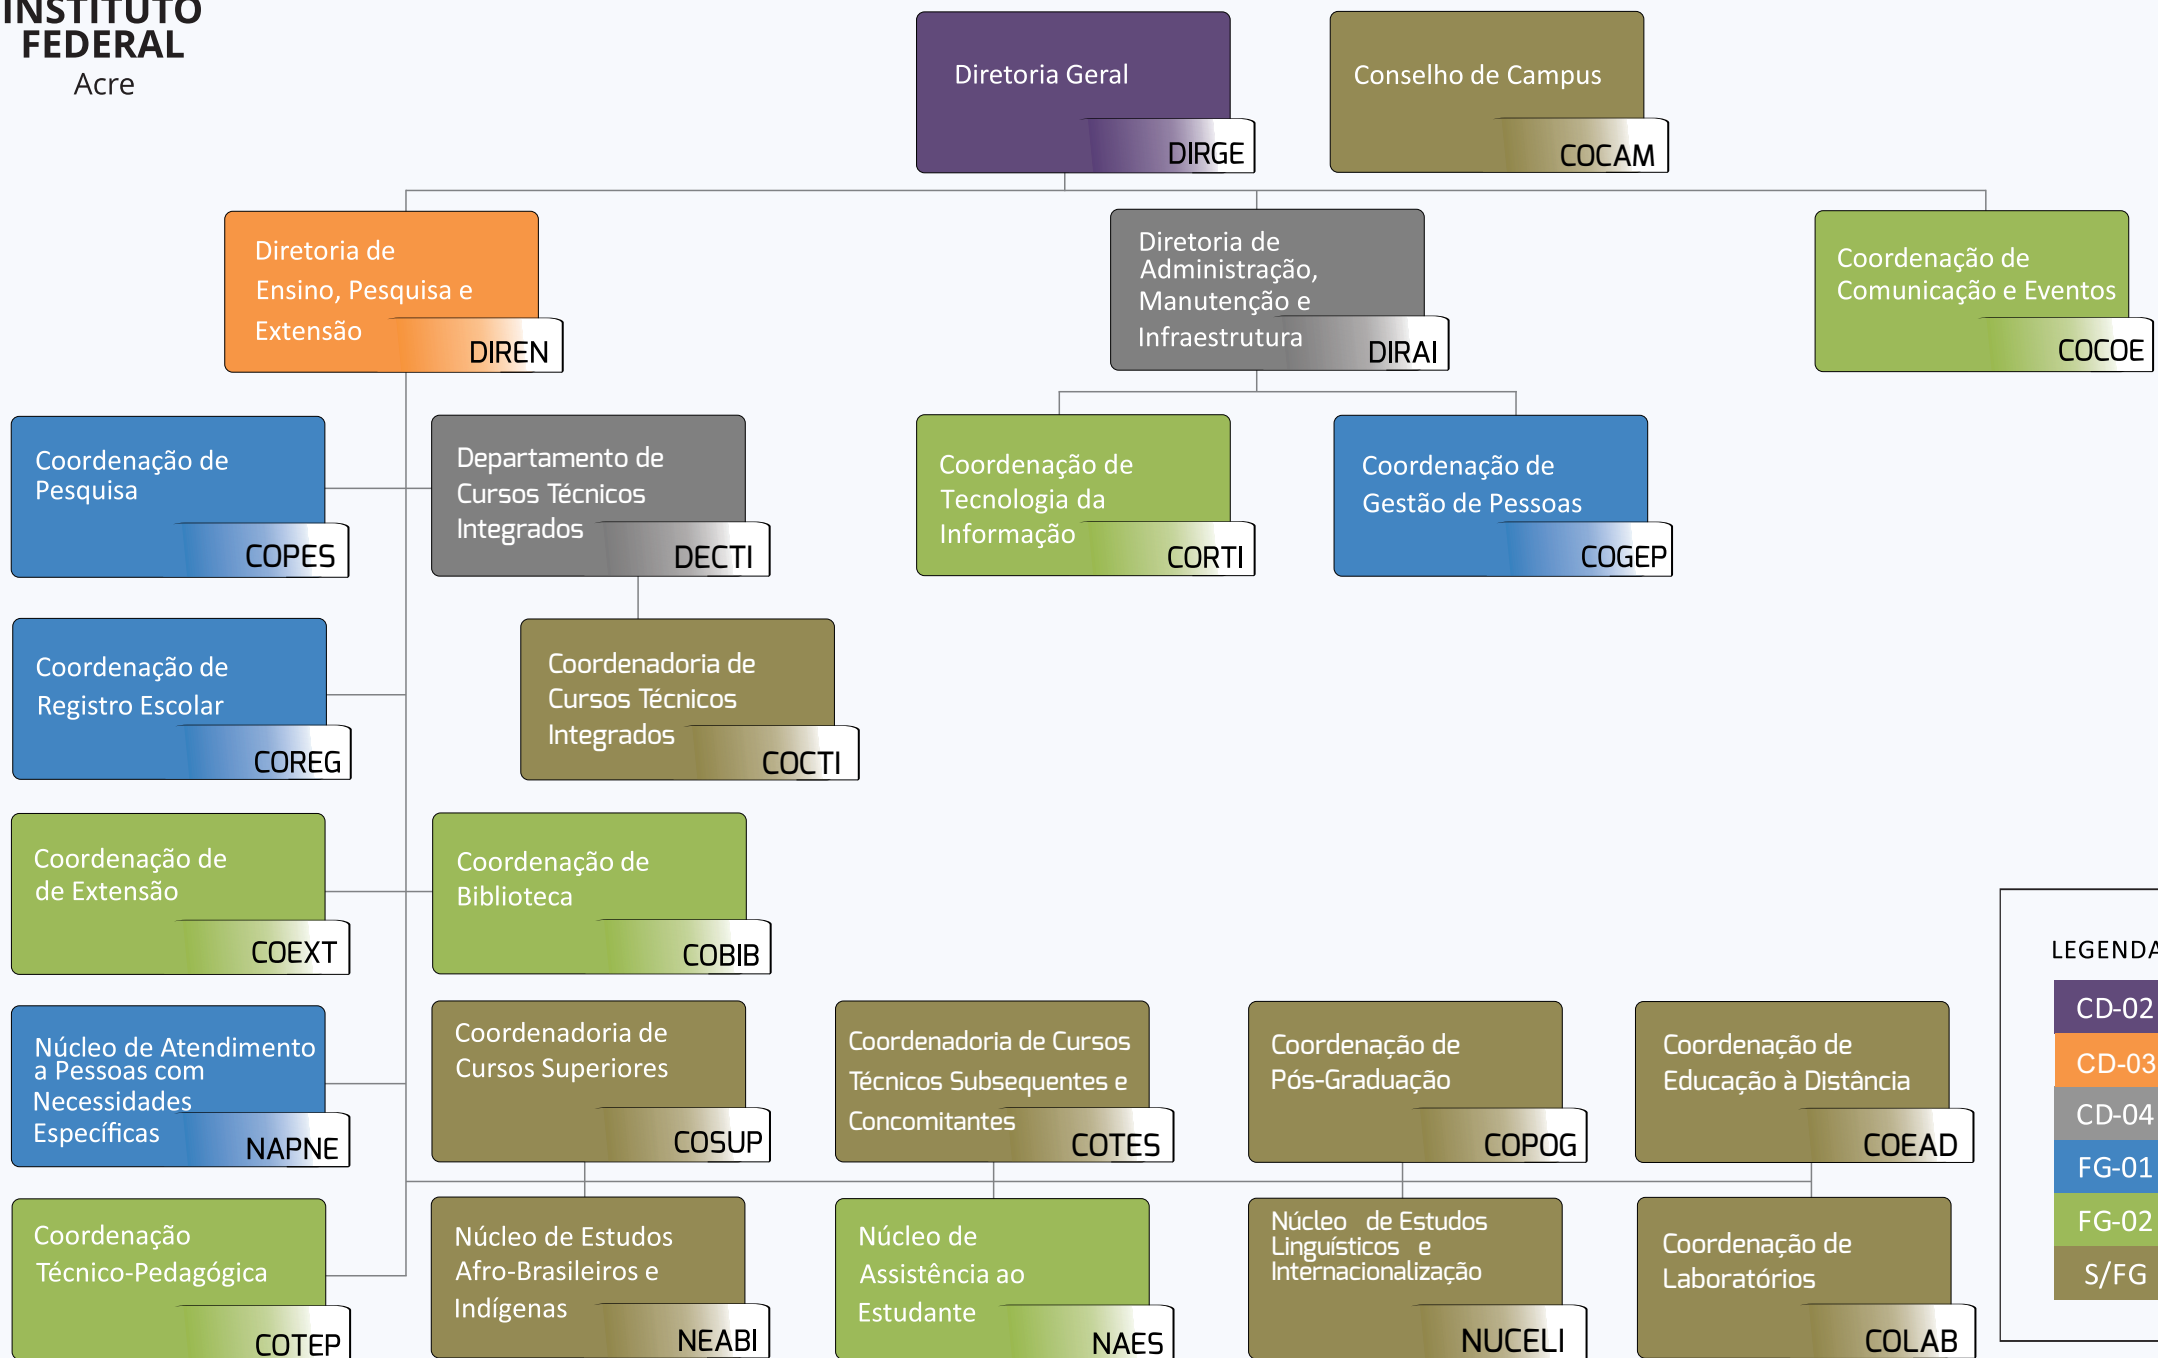 INSTITUTO
FEDERAL
Acre
Diretoria Geral
DIRGE
Conselho de Campus
COCAM
Diretoria de
Ensino, Pesquisa e
Extensão
DIREN
Diretoria de
Administração,
Manutenção e
Infraestrutura
DIRAI
Coordenação de
Comunicação e Eventos
COCOE
Coordenação de
Pesquisa
COPES
Departamento de
Cursos Técnicos
Integrados
DECTI
Coordenação de
Tecnologia da
Informação
CORTI
Coordenação de
Gestão de Pessoas
COGEP
Coordenação de
Registro Escolar
COREG
Coordenadoria de
Cursos Técnicos
Integrados
COCTI
Coordenação de
de Extensão
COEXT
Coordenação de
Biblioteca
COBIB
Núcleo de Atendimento
a Pessoas com
Necessidades
Específicas
NAPNE
Coordenadoria de
Cursos Superiores
COSUP
Coordenadoria de Cursos
Técnicos Subsequentes e
Concomitantes
COTES
Coordenação de
Pós-Graduação
COPOG
Coordenação de
Educação à Distância
COEAD
Coordenação
Técnico-Pedagógica
COTEP
Núcleo de Estudos
Afro-Brasileiros e
Indígenas
NEABI
Núcleo de
Assistência ao
Estudante
NAES
Núcleo de Estudos
Linguísticos e
Internacionalização
NUCELI
Coordenação de
Laboratórios
COLAB
LEGENDA
CD-02
CD-03
CD-04
FG-01
FG-02
S/FG